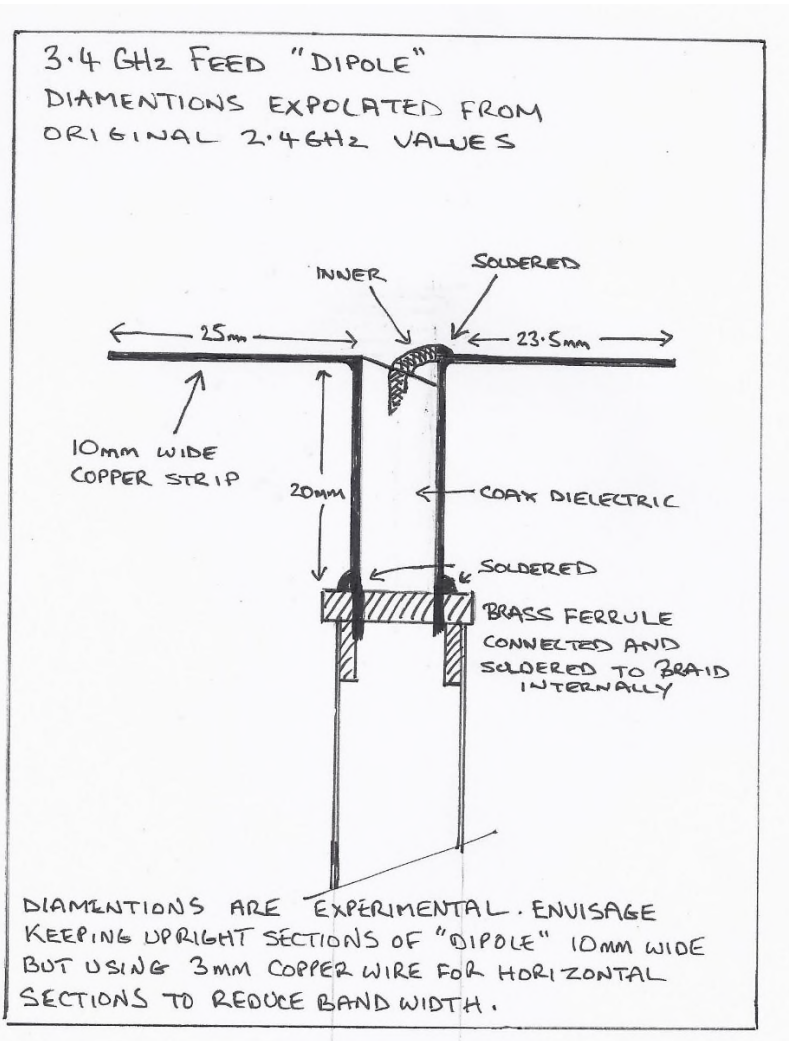 3.4 GHz FEED "DIPOLE"
DIAMENTIONS EXPOLATED FROM
ORIGINAL 2.4GHz VALUES
INNER
SOLDERED
25mm
23.5mm
10mm WIDE
COPPER STRIP
20mm
COAX DIELECTRIC
SOLDERED
BRASS FERRULE
CONNECTED AND
SOLDERED TO BRAID
INTERNALLY
DIAMENTIONS ARE EXPERIMENTAL. ENVISAGE
KEEPING UPRIGHT SECTIONS OF "DIPOLE" 10mm WIDE
BUT USING 3mm COPPER WIRE FOR HORIZONTAL
SECTIONS TO REDUCE BAND WIDTH.